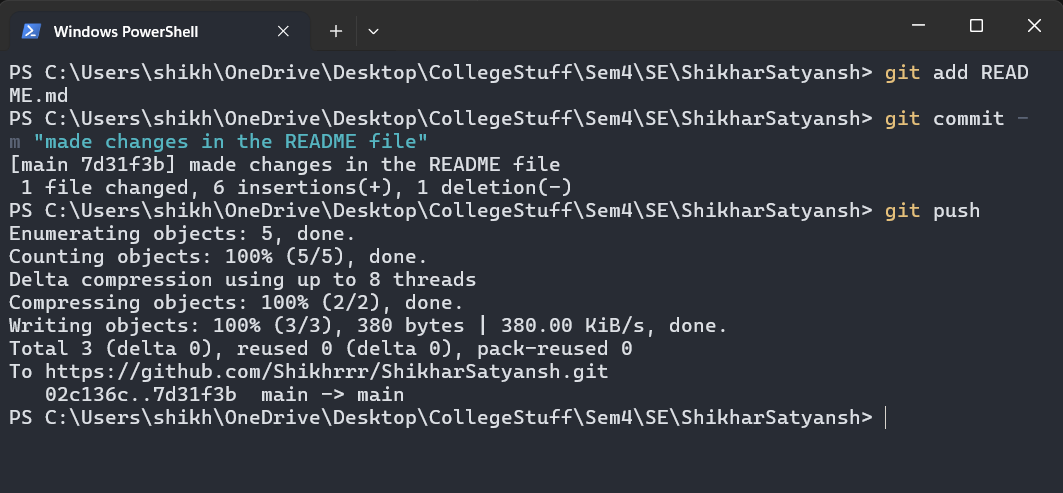 Windows PowerShell
PS C:\Users\shikh\OneDrive\Desktop\CollegeStuff\Sem4\SE\ShikharSatyansh> git add READ
ME.md
PS C:\Users\shikh\OneDrive\Desktop\CollegeStuff\Sem4\SE\ShikharSatyansh> git commit -
m "made changes in the README file"
[main 7d31f3b] made changes in the README file
 1 file changed, 6 insertions(+), 1 deletion(-)
PS C:\Users\shikh\OneDrive\Desktop\CollegeStuff\Sem4\SE\ShikharSatyansh> git push
Enumerating objects: 5, done.
Counting objects: 100% (5/5), done.
Delta compression using up to 8 threads
Compressing objects: 100% (2/2), done.
Writing objects: 100% (3/3), 380 bytes | 380.00 KiB/s, done.
Total 3 (delta 0), reused 0 (delta 0), pack-reused 0
To https://github.com/Shikhrrr/ShikharSatyansh.git
   02c136c..7d31f3b  main -> main
PS C:\Users\shikh\OneDrive\Desktop\CollegeStuff\Sem4\SE\ShikharSatyansh>